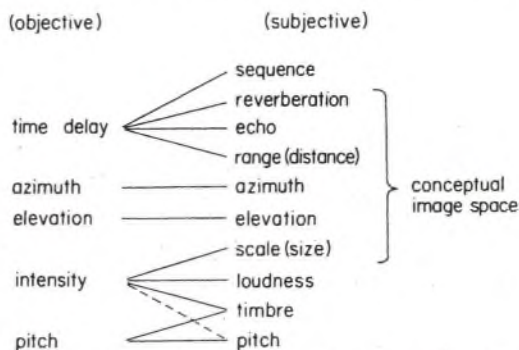 (objective) (subjective)
sequence
reverberation
time delay echo
range (distance)
azimuth azimuth conceptual
elevation elevation image space
scale (size)
intensity loudness
timbre
pitch pitch